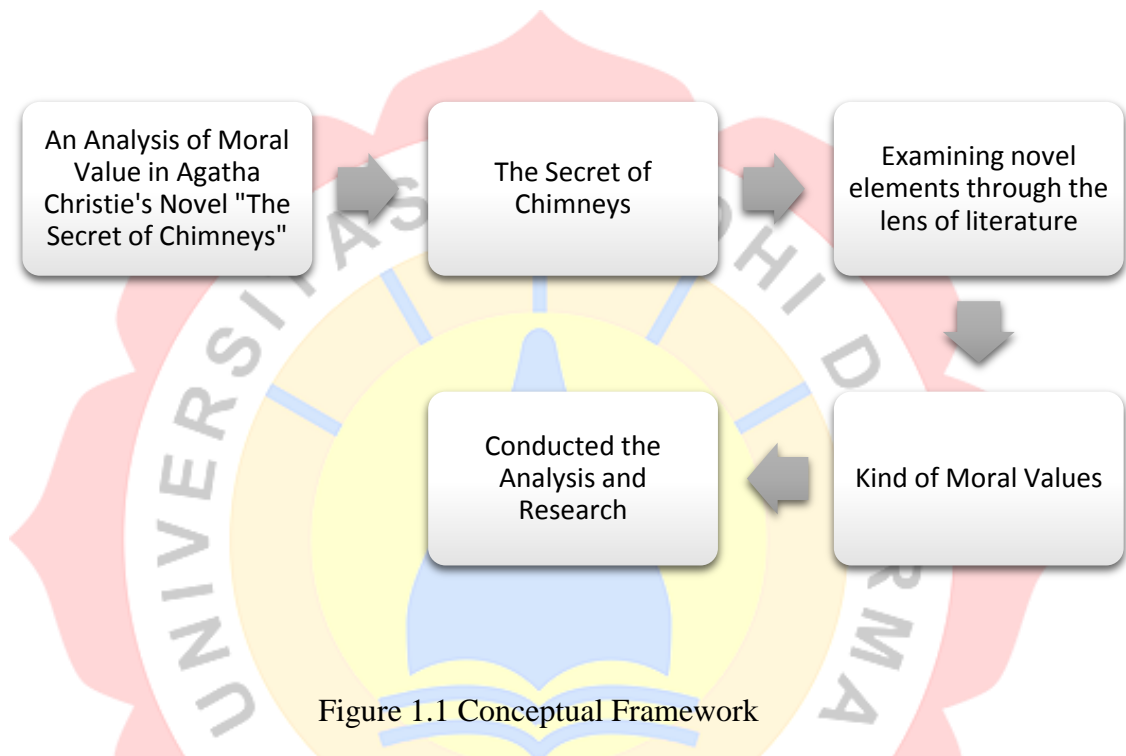 An Analysis of Moral
Value in Agatha
Christie's Novel "The
Secret of Chimneys"
The Secret of
Chimneys
Examining novel
elements through the
lens of literature
Kind of Moral Values
Conducted the
Analysis and
Research
Figure 1.1 Conceptual Framework